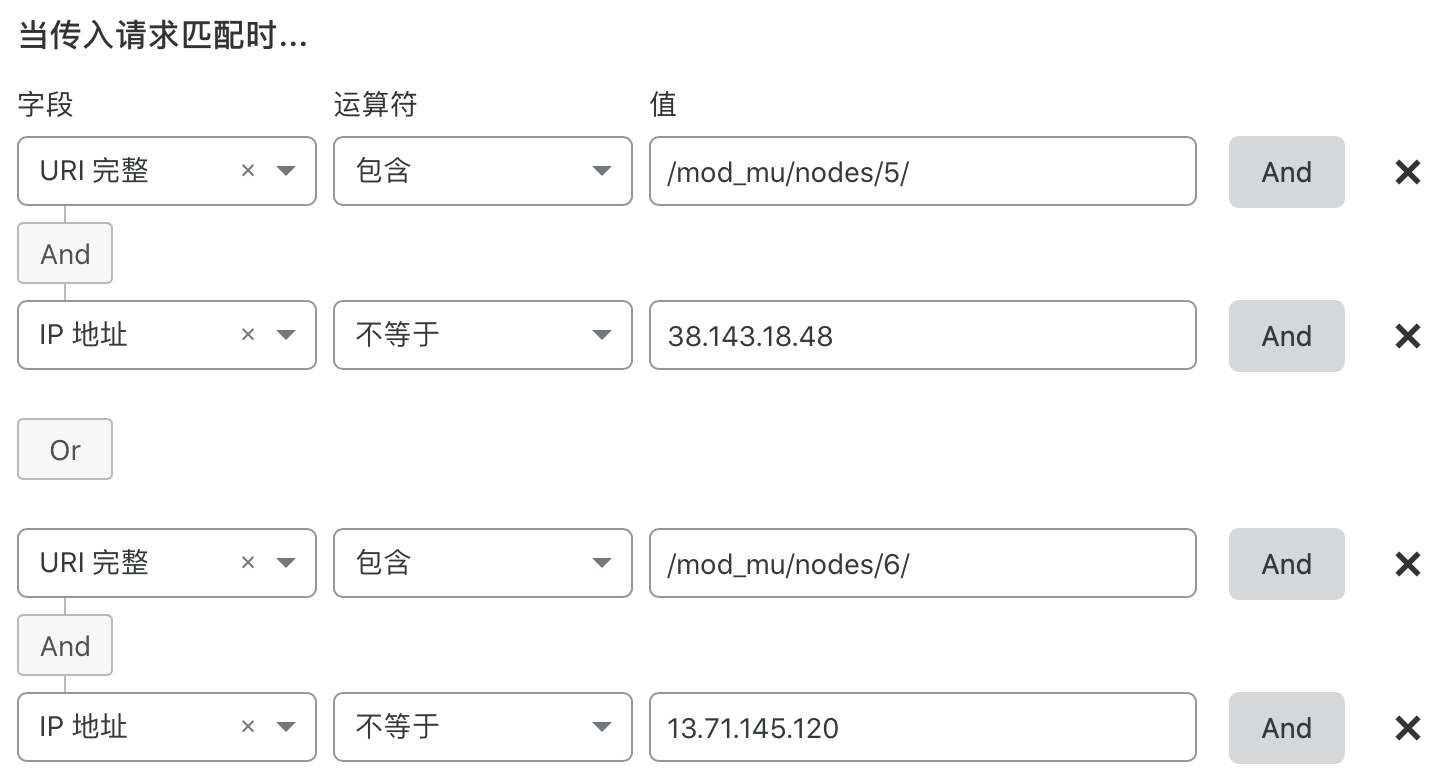 当传入请求匹配时...
字段 运算符 值
URI 完整 × 包含 /mod_mu/nodes/5/ And ×
And
IP 地址 × 不等于 38.143.18.48 And ×
Or
URI 完整 × 包含 /mod_mu/nodes/6/ And ×
And
IP 地址 × 不等于 13.71.145.120 And ×